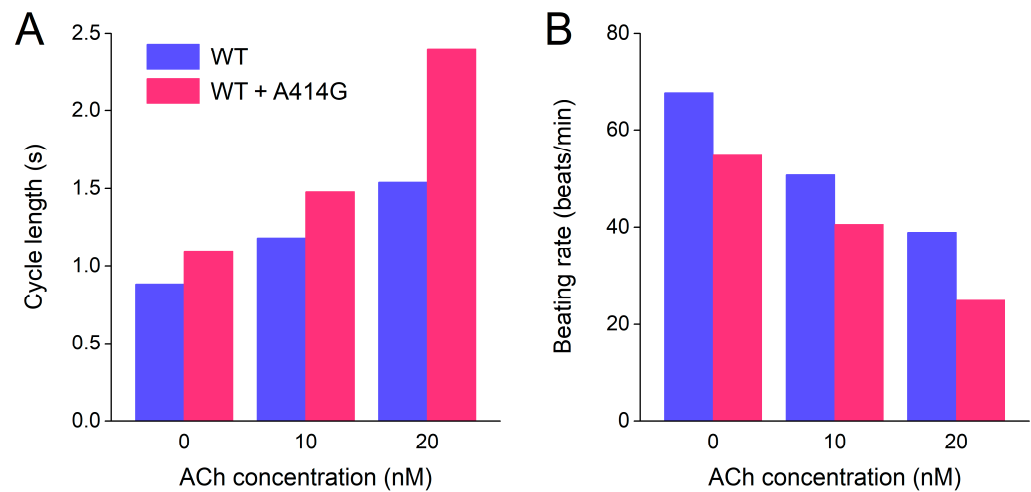 A
2.5
2.0
1.5
1.0
0.5
0.0
Cycle length (s)
WT
WT + A414G
0 10 20
ACh concentration (nM)
B
80
60
40
20
0
Beating rate (beats/min)
0 10 20
ACh concentration (nM)